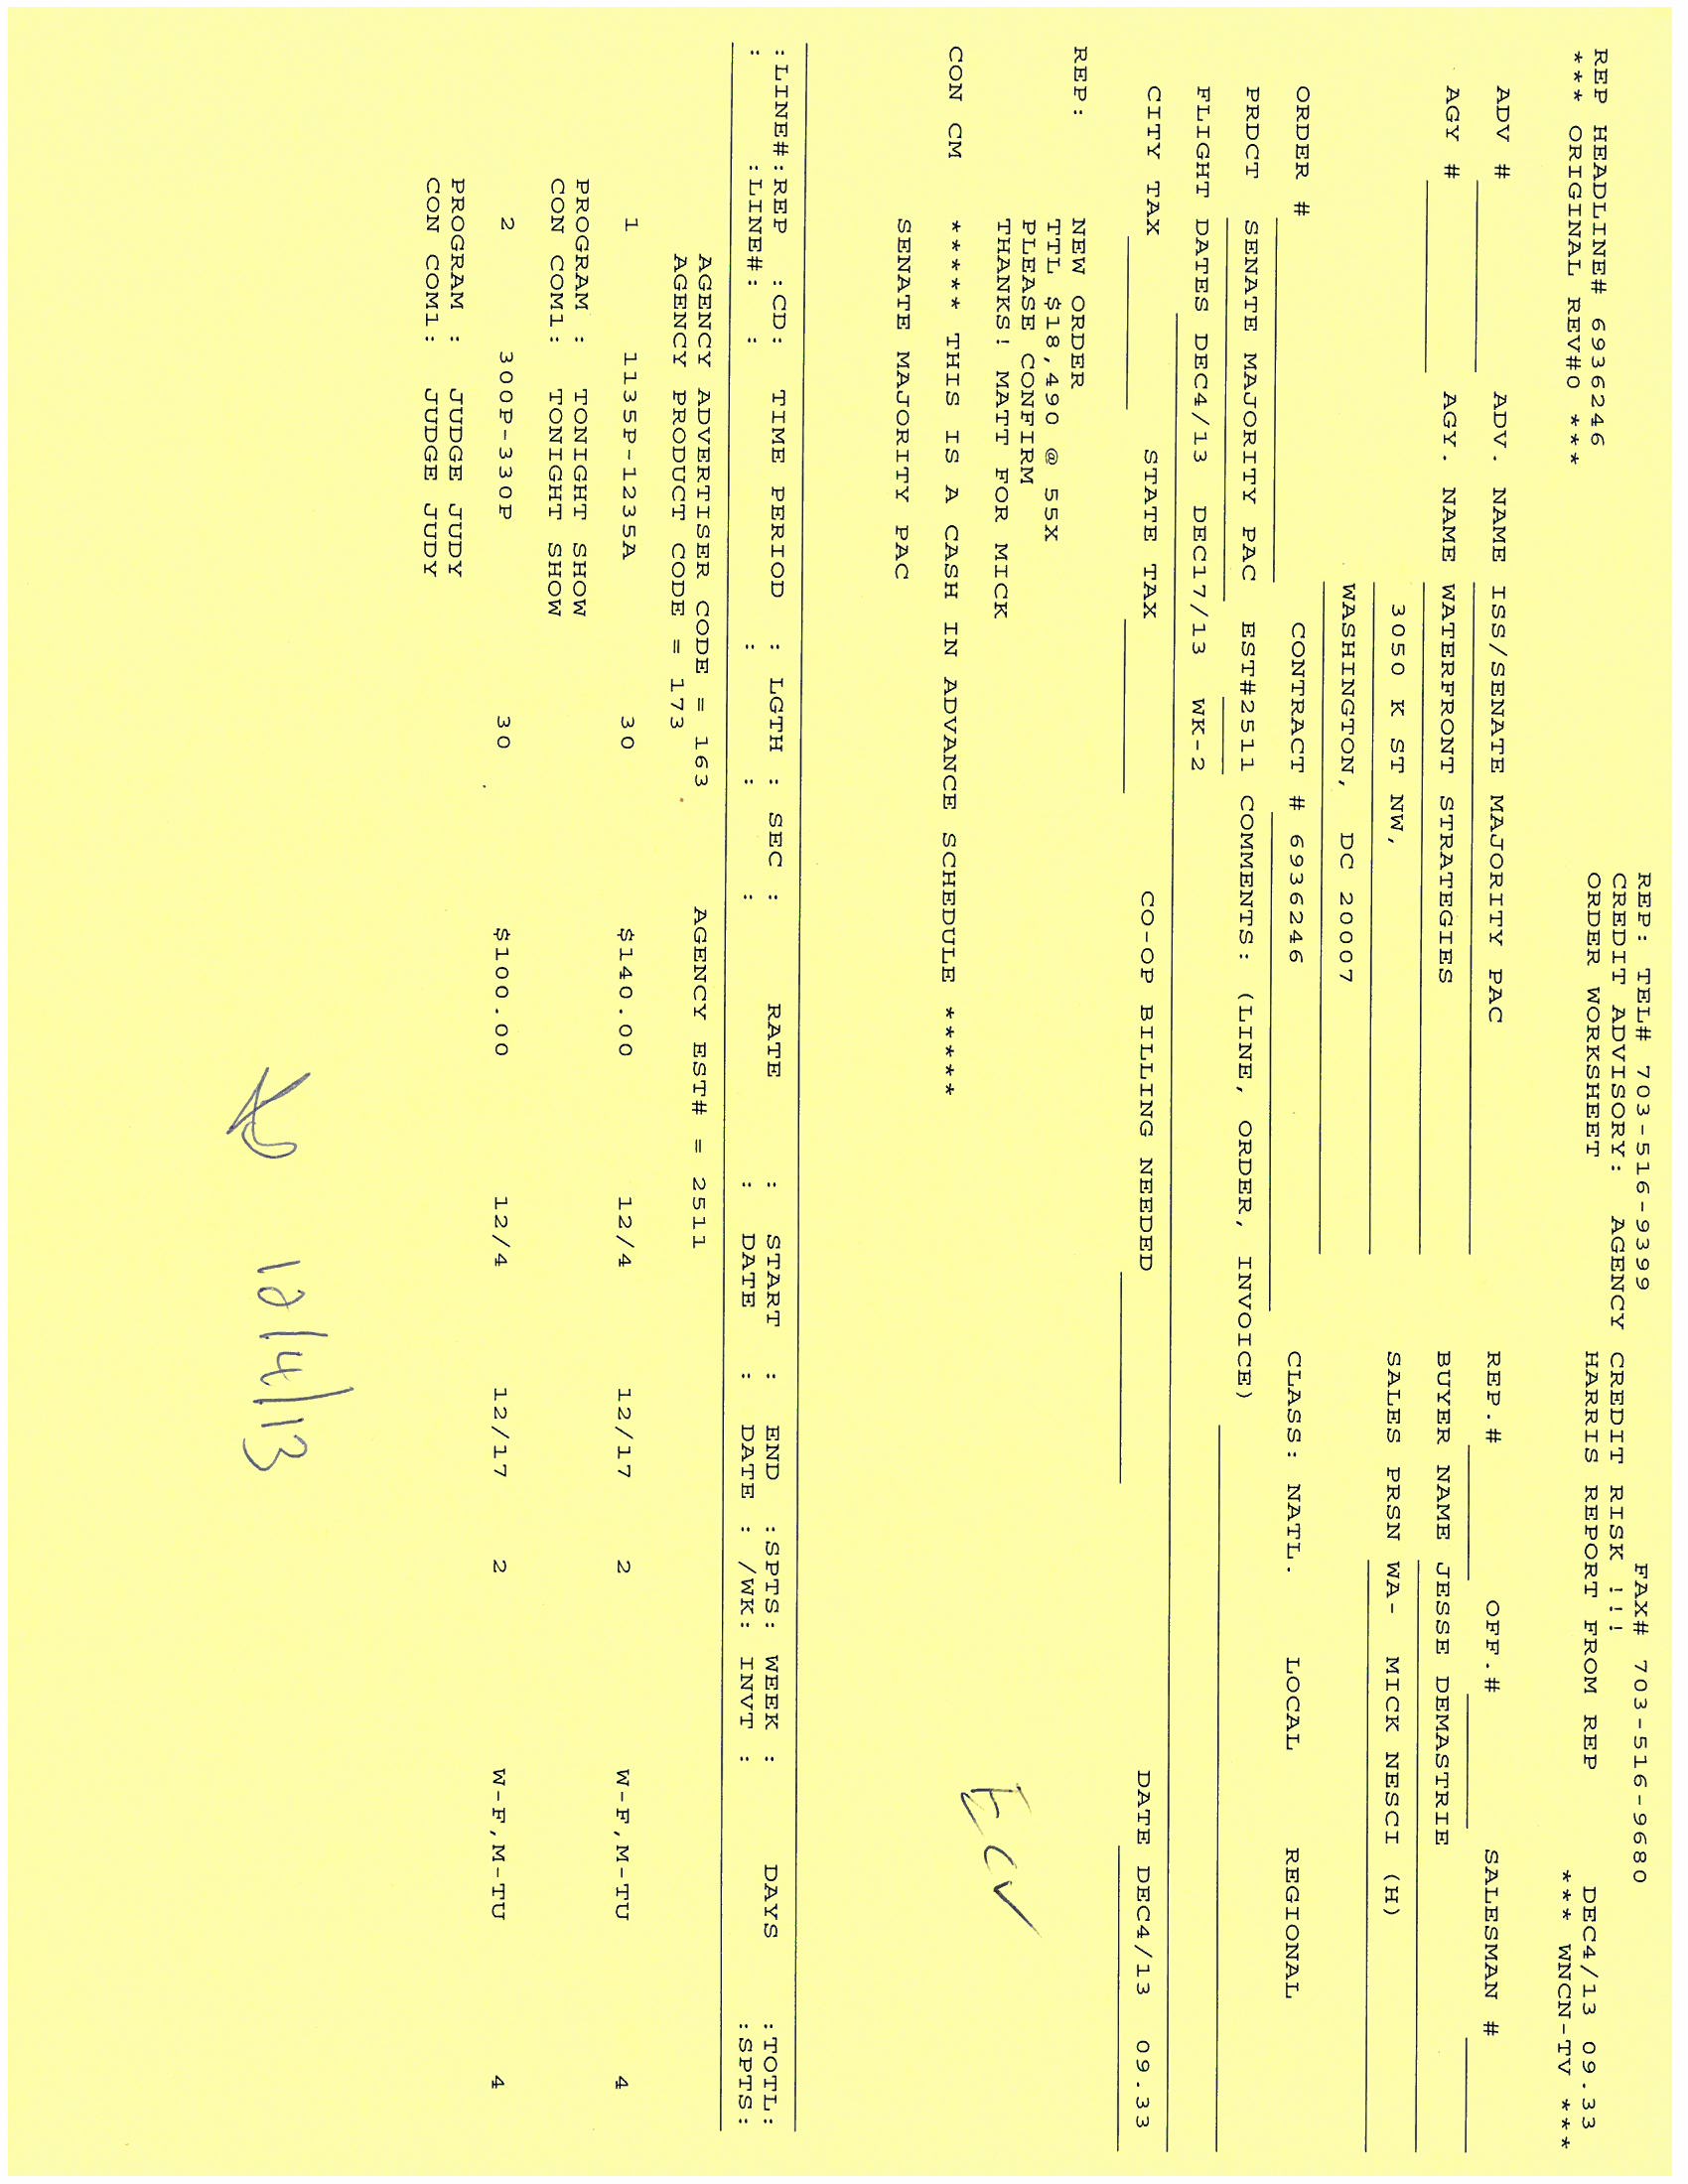 REP: TEL# 703-516-9399 FAX# 703-516-9680
CREDIT ADVISORY: AGENCY CREDIT RISK !!!
REP HEADLINE# 6936246 ORDER WORKSHEET HARRIS REPORT FROM REP DEC4/13 09.33
*** ORIGINAL REV#0 *** *** WNCN-TV ***
ADV # ADV. NAME ISS/SENATE MAJORITY PAC REP.# OFF.# SALESMAN #
AGY # AGY. NAME WATERFRONT STRATEGIES BUYER NAME JESSE DEMASTRIE
3050 K ST NW, SALES PRSN WA- MICK NESCI (H)
WASHINGTON, DC 20007
ORDER # CONTRACT # 6936246 CLASS: NATL. LOCAL REGIONAL
PRDCT SENATE MAJORITY PAC EST#2511 COMMENTS: (LINE, ORDER, INVOICE)
FLIGHT DATES DEC4/13 DEC17/13 WK-2
CITY TAX STATE TAX CO-OP BILLING NEEDED DATE DEC4/13 09.33
REP: NEW ORDER
TTL $18,490 @ 55X
PLEASE CONFIRM
THANKS! MATT FOR MICK
ECV
CON CM ***** THIS IS A CASH IN ADVANCE SCHEDULE *****
SENATE MAJORITY PAC
:LINE#:REP :CD: TIME PERIOD : LGTH : SEC : RATE : START : END :SPTS: WEEK : DAYS :TOTL:
: :LINE#: : : : : : DATE : DATE : /WK: INVT : :SPTS:
AGENCY ADVERTISER CODE = 163 AGENCY EST# = 2511
AGENCY PRODUCT CODE = 173
1 1135P-1235A 30 $140.00 12/4 12/17 2 W-F,M-TU 4
PROGRAM : TONIGHT SHOW
CON COM1: TONIGHT SHOW
2 300P-330P 30 $100.00 12/4 12/17 2 W-F,M-TU 4
PROGRAM : JUDGE JUDY
CON COM1: JUDGE JUDY
12/4/13